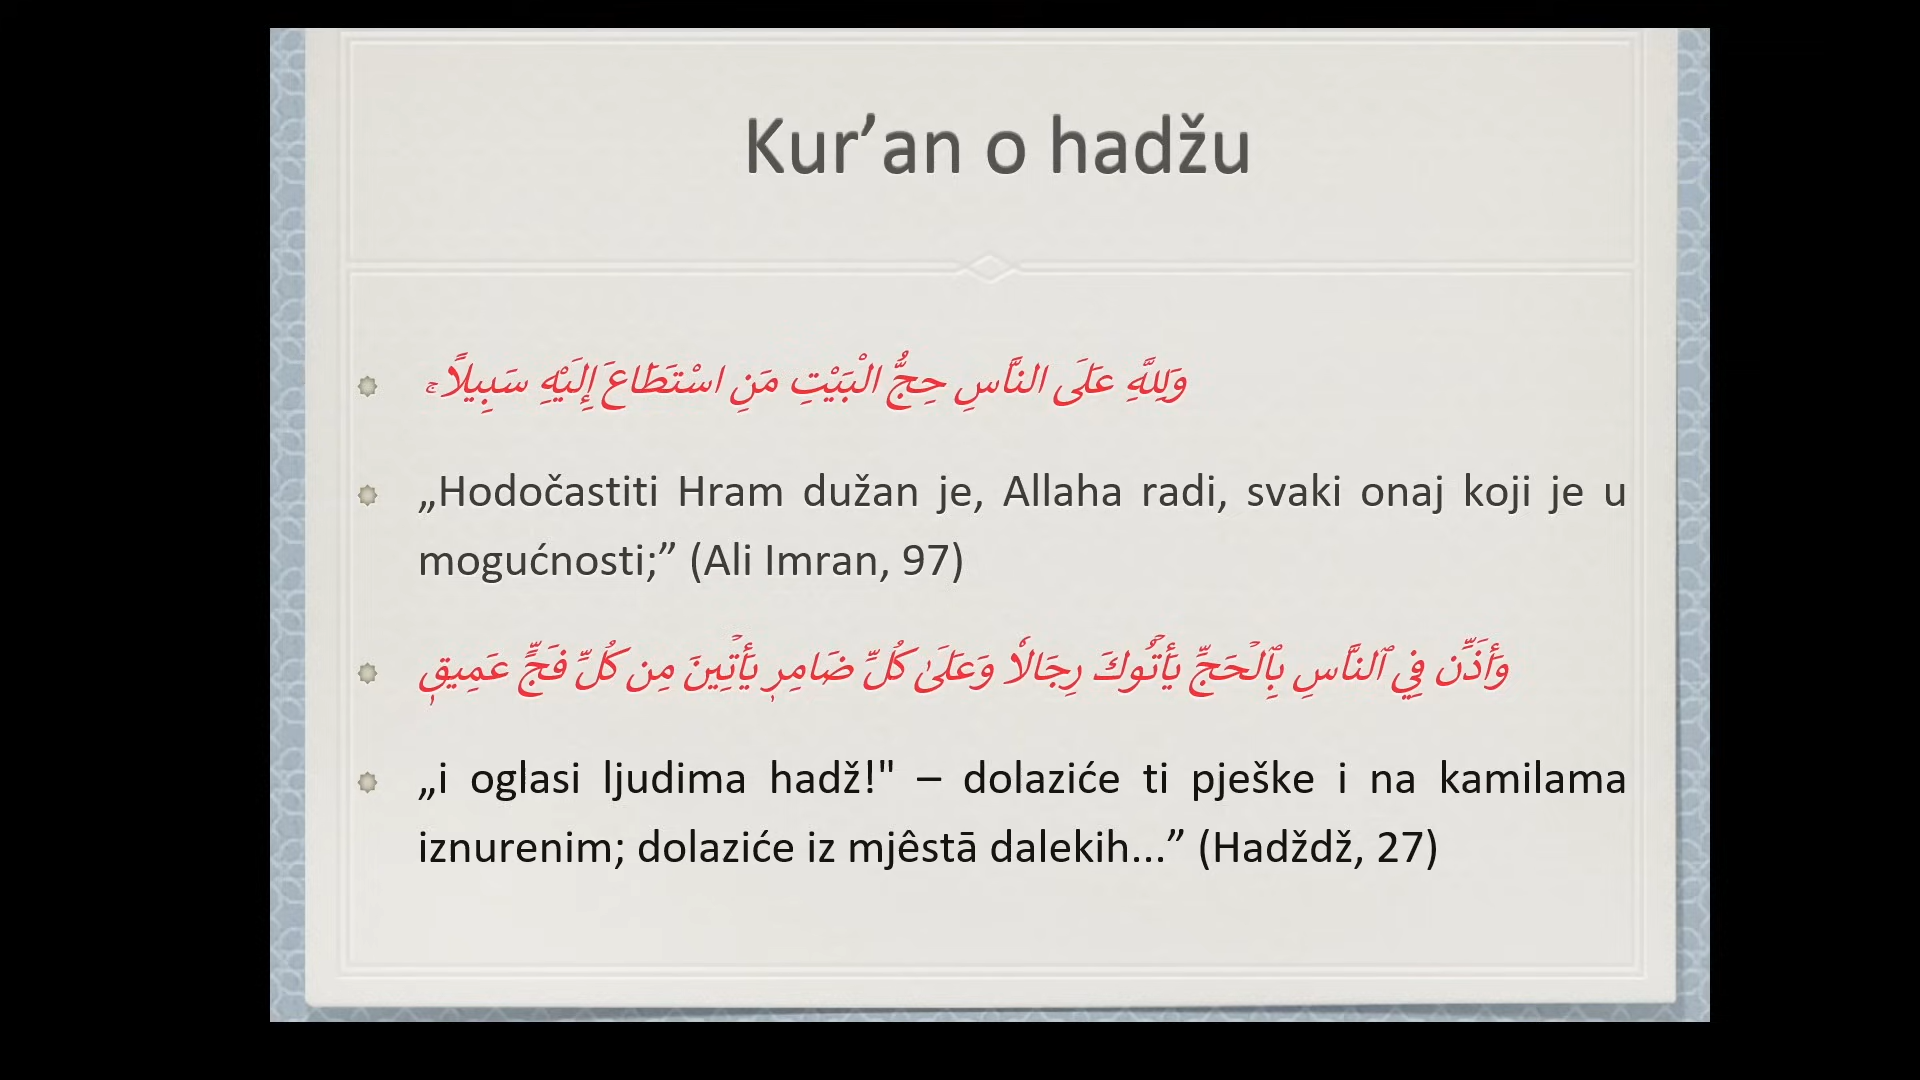 Kur’an o hadžu
وَلِلَّهِ عَلَى النَّاسِ حِجُّ الْبَيْتِ مَنِ اسْتَطَاعَ إِلَيْهِ سَبِيلًا ۚ
„Hodočastiti Hram dužan je, Allaha radi, svaki onaj koji je u
mogućnosti;” (Ali Imran, 97)
وَأَذِّن فِي ٱلنَّاسِ بِٱلْحَجِّ يَأْتُوكَ رِجَالًا وَعَلَىٰ كُلِّ ضَامِرٍ يَأْتِينَ مِن كُلِّ فَجٍّ عَمِيقٍ
„i oglasi ljudima hadž!" – dolaziće ti pješke i na kamilama
iznurenim; dolaziće iz mjêstā dalekih...” (Hadždž, 27)